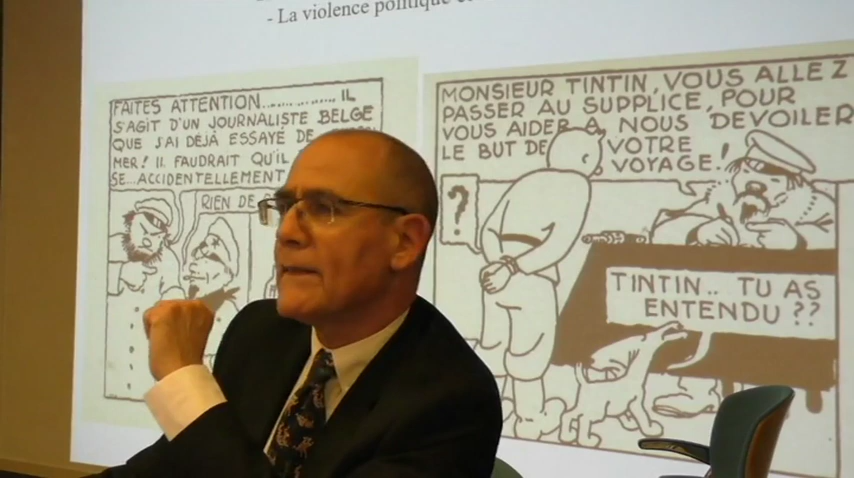 - La violence politique
FAITES ATTENTION............... IL
S'AGIT D'UN JOURNALISTE BELGE
QUE J'AI DÉJÀ ESSAYÉ DE
MER! IL FAUDRAIT QU'IL
SE...ACCIDENTELLEMENT
RIEN DE
MONSIEUR TINTIN, VOUS ALLEZ
PASSER AU SUPPLICE, POUR
VOUS AIDER A NOUS DEVOILER
LE BUT DE VOTRE
VOYAGE!
?
TINTIN.. TU AS
ENTENDU ??